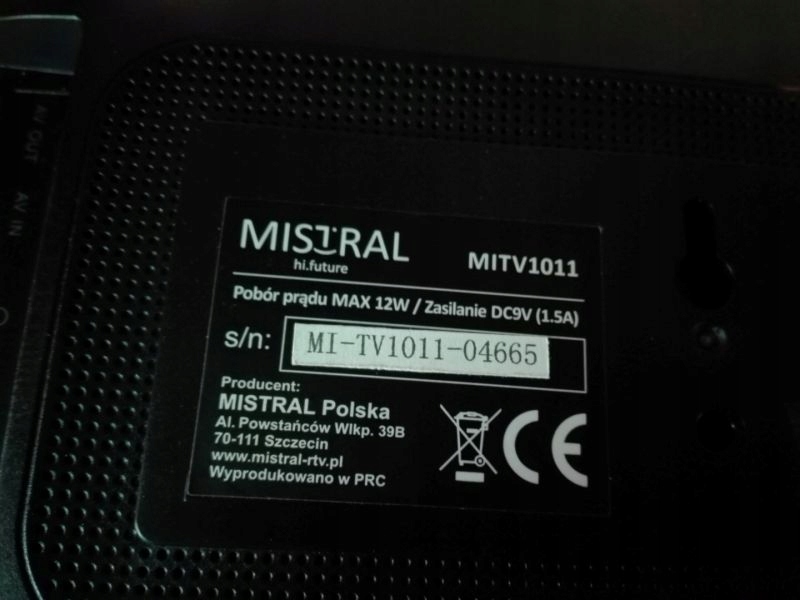 AV OUT
AV IN
MISTRAL
hi.future
MITV1011
Pobór prądu MAX 12W / Zasilanie DC9V (1.5A)
s/n:
MI-TV1011-04665
Producent:
MISTRAL Polska
Al. Powstańców Wlkp. 39B
70-111 Szczecin
www.mistral-rtv.pl
Wyprodukowano w PRC
CE